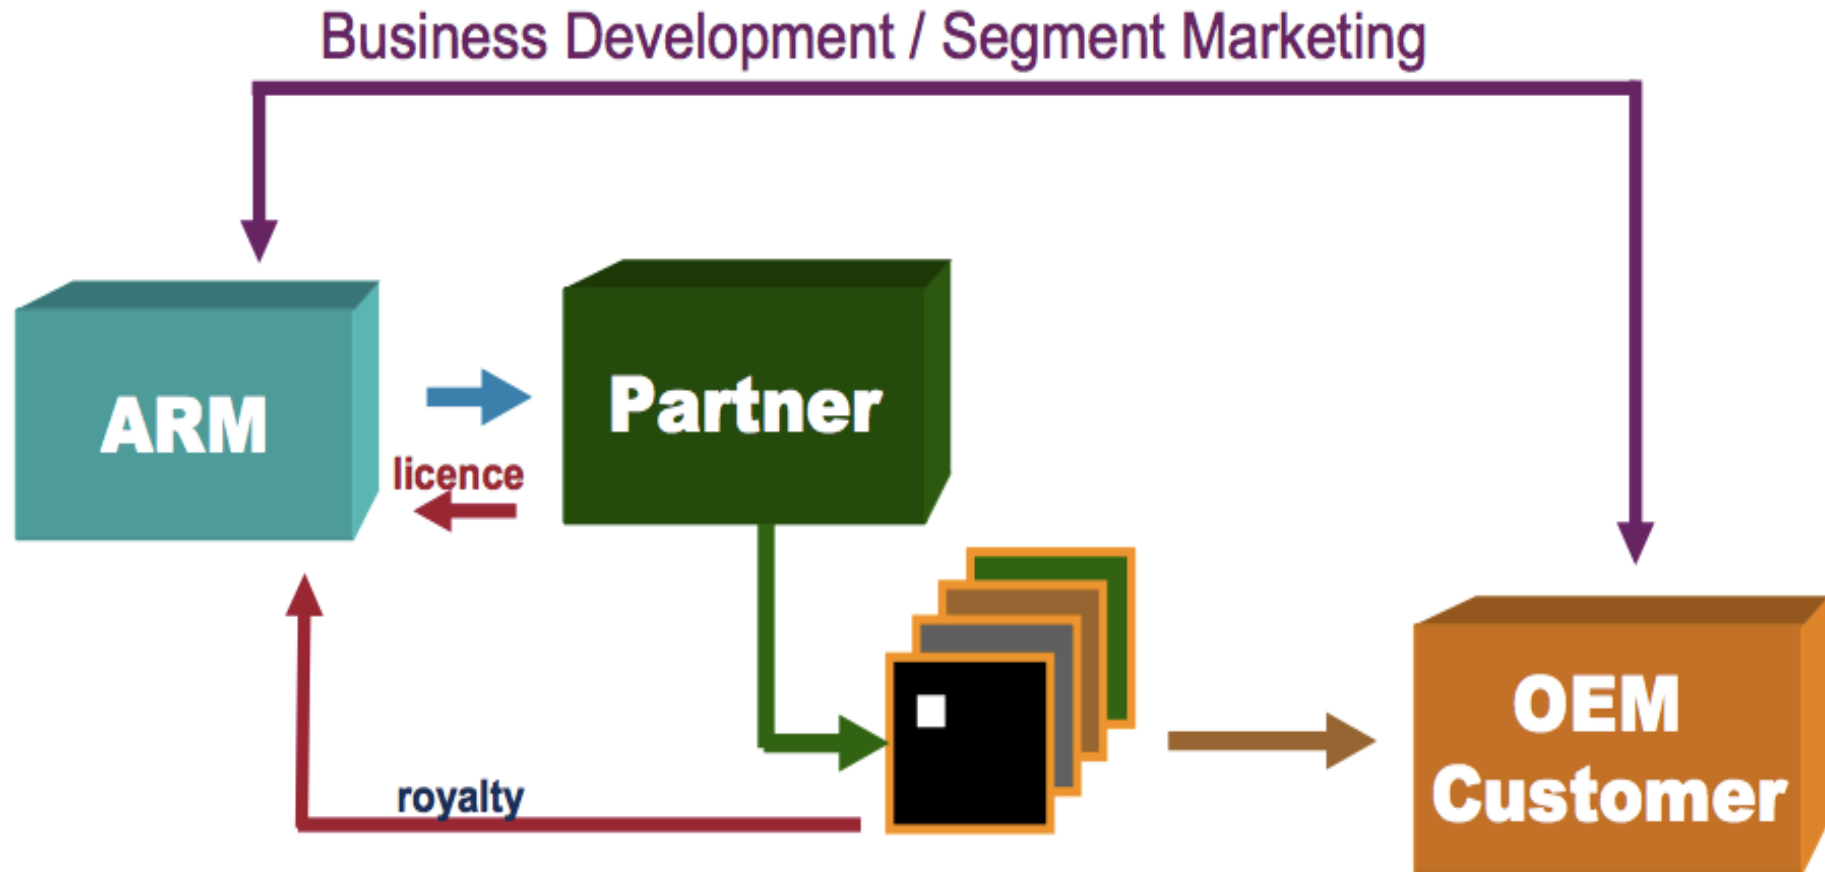 Business Development / Segment Marketing
ARM
Partner
licence
royalty
OEM
Customer